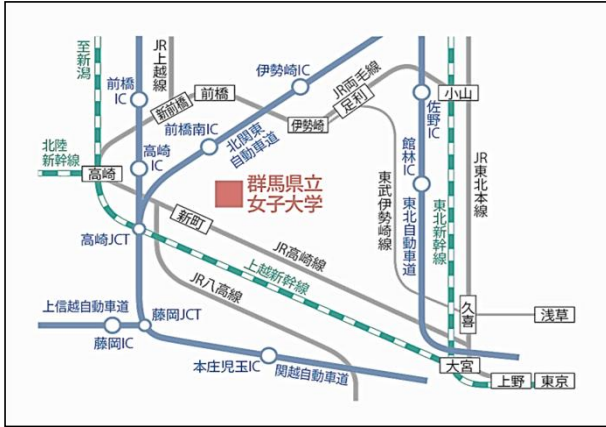 至新潟
JR上越線
前橋
IC
新前橋
前橋
伊勢崎IC
JR両毛線
足利
小山
佐野IC
前橋南IC
伊勢崎
北関東
自動車道
北陸
新幹線
高崎
高崎
IC
群馬県立
女子大学
館林IC
東武伊勢崎線
東北自動車道
東北新幹線
JR東北本線
新町
高崎JCT
JR高崎線
上越新幹線
JR八高線
上信越自動車道
藤岡JCT
藤岡IC
本庄児玉IC
関越自動車道
久喜
浅草
大宮
上野
東京